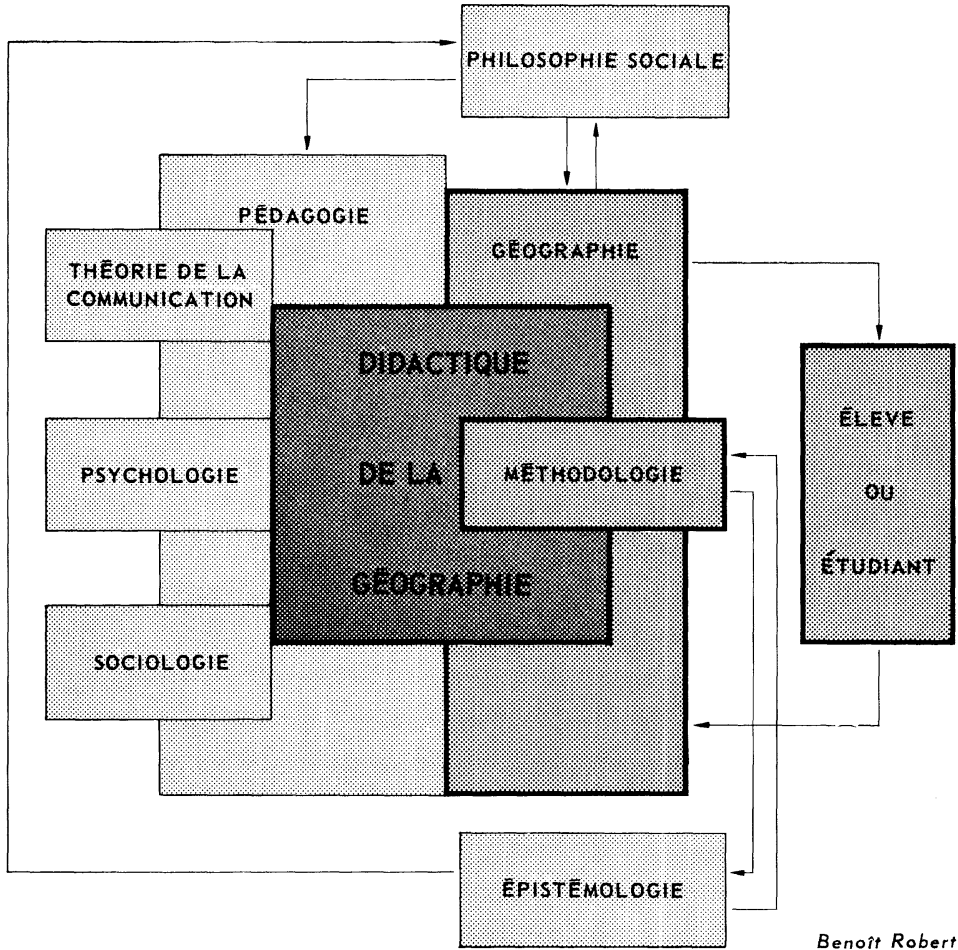 PHILOSOPHIE SOCIALE
PÉDAGOGIE
GÉOGRAPHIE
THÉORIE DE LA
COMMUNICATION
DIDACTIQUE
DE LA
GÉOGRAPHIE
PSYCHOLOGIE
MÉTHODOLOGIE
SOCIOLOGIE
ÉLEVE
OU
ÉTUDIANT
ÉPISTÉMOLOGIE
Benoît Robert